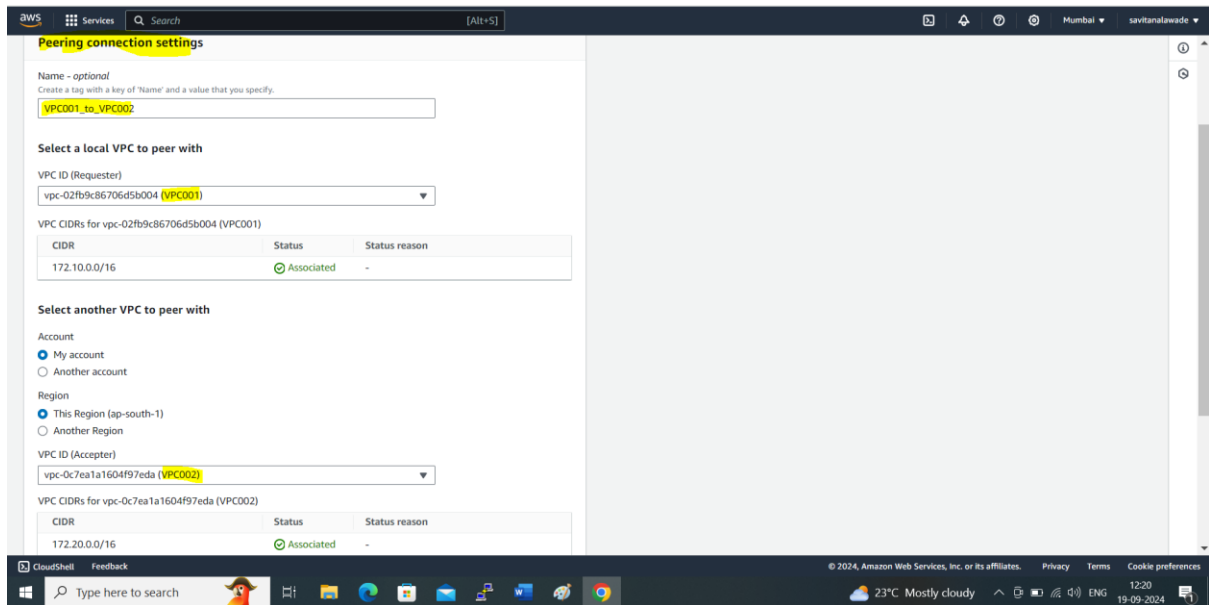 aws Services Search [Alt+S] Mumbai savitanalawade
Peering connection settings
Name - optional
Create a tag with a key of 'Name' and a value that you specify.
VPC001_to_VPC002
Select a local VPC to peer with
VPC ID (Requester)
vpc-02fb9c86706d5b004 (VPC001)
VPC CIDRs for vpc-02fb9c86706d5b004 (VPC001)
CIDR Status Status reason
172.10.0.0/16 Associated -
Select another VPC to peer with
Account
My account
Another account
Region
This Region (ap-south-1)
Another Region
VPC ID (Accepter)
vpc-0c7ea1a1604f97eda (VPC002)
VPC CIDRs for vpc-0c7ea1a1604f97eda (VPC002)
CIDR Status Status reason
172.20.0.0/16 Associated -
CloudShell Feedback © 2024, Amazon Web Services, Inc. or its affiliates. Privacy Terms Cookie preferences
Type here to search 23°C Mostly cloudy ENG 12:20
19-09-2024